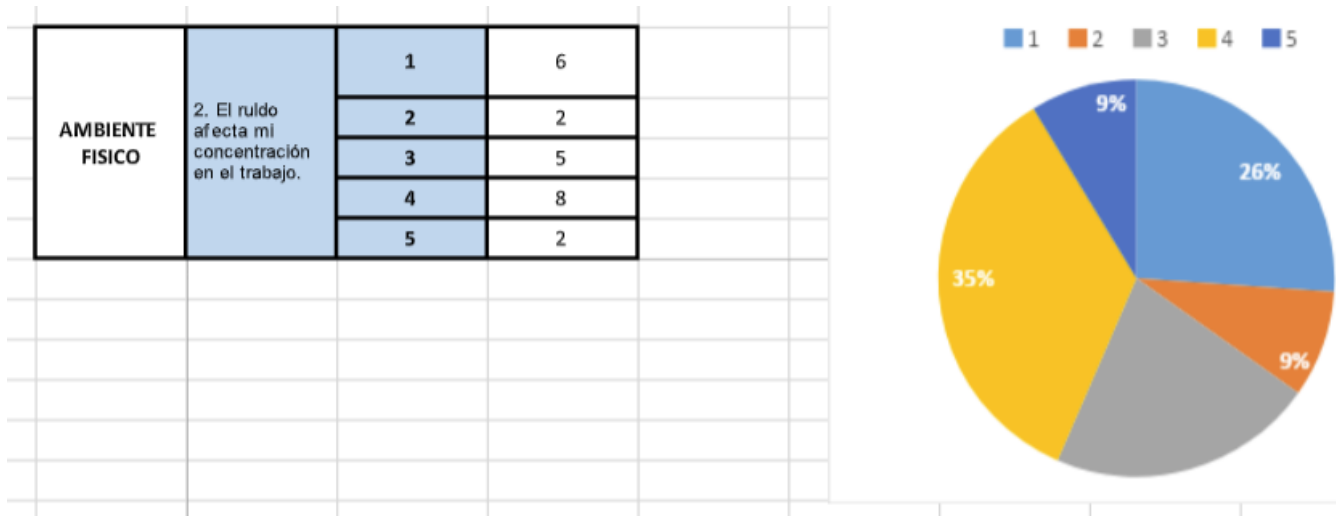 AMBIENTE
FISICO
2. El ruido
afecta mi
concentración
en el trabajo.
1 6
2 2
3 5
4 8
5 2
1 2 3 4 5
9%
26%
35%
9%